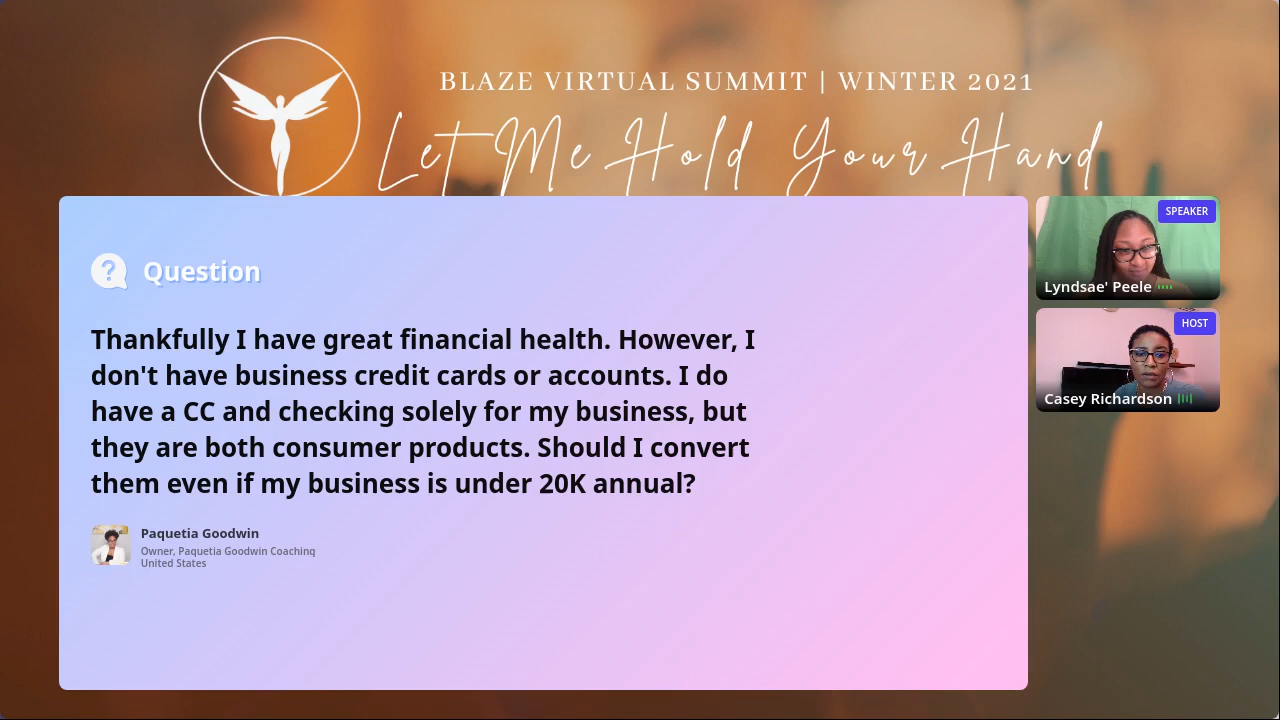 BLAZE VIRTUAL SUMMIT | WINTER 2021
Let Me Hold Your Hand
SPEAKER
Lyndsae' Peele
HOST
Casey Richardson
Question
Thankfully I have great financial health. However, I
don't have business credit cards or accounts. I do
have a CC and checking solely for my business, but
they are both consumer products. Should I convert
them even if my business is under 20K annual?
Paquetia Goodwin
Owner, Paquetia Goodwin Coaching
United States